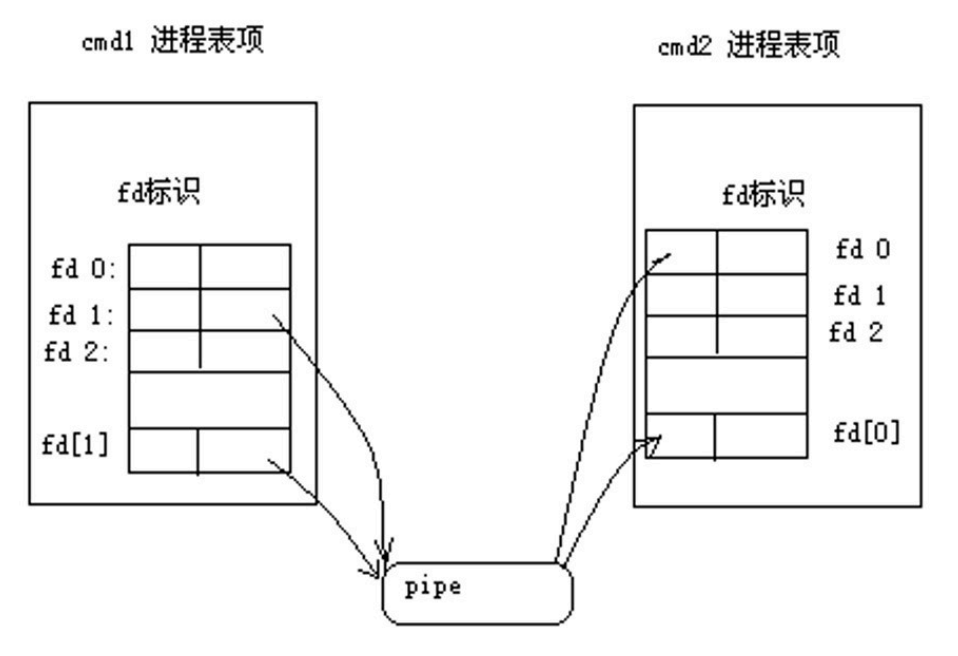 cmd1 进程表项
cmd2 进程表项
fd标识
fd 0:
fd 1:
fd 2:
fd[1]
fd标识
fd 0
fd 1
fd 2
fd[0]
pipe